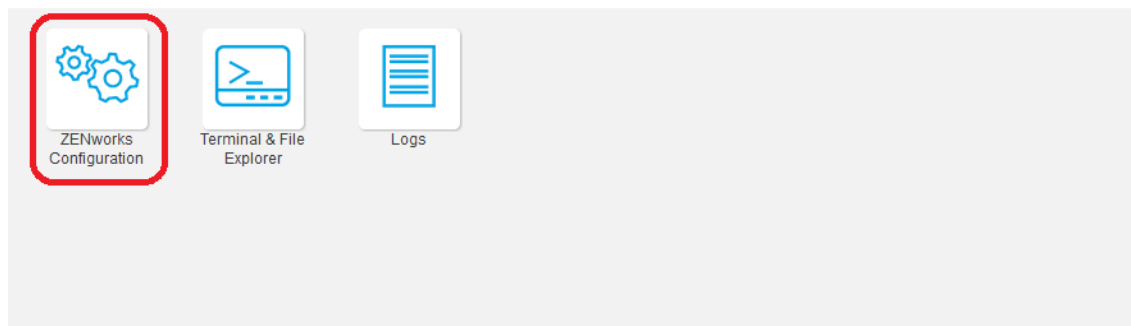 >_
ZENworks
Configuration
Terminal & File
Explorer
Logs